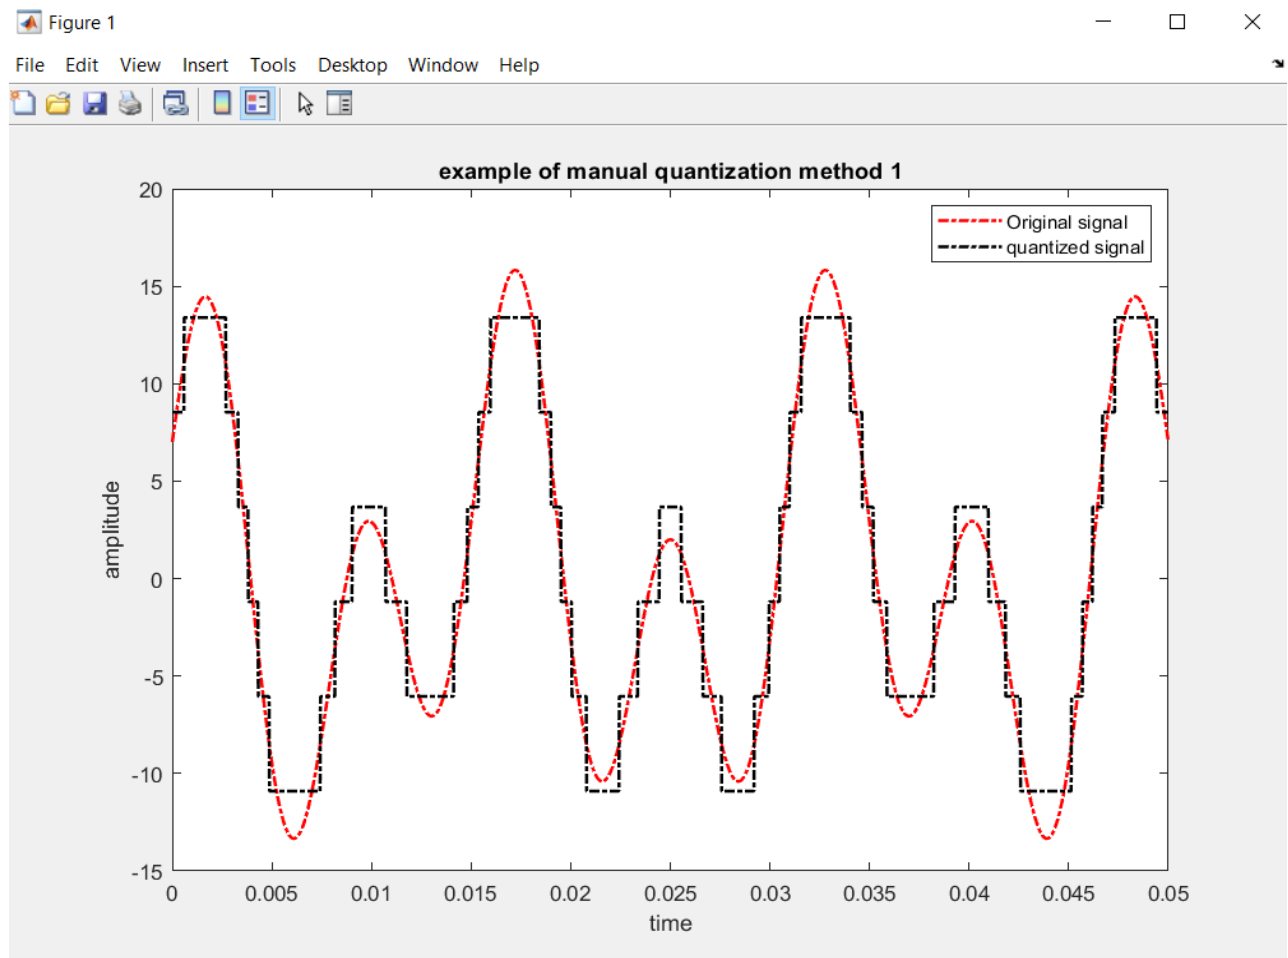 Figure 1
File Edit View Insert Tools Desktop Window Help
example of manual quantization method 1
20
15
10
5
0
-5
-10
-15
amplitude
Original signal
quantized signal
0 0.005 0.01 0.015 0.02 0.025 0.03 0.035 0.04 0.045 0.05
time